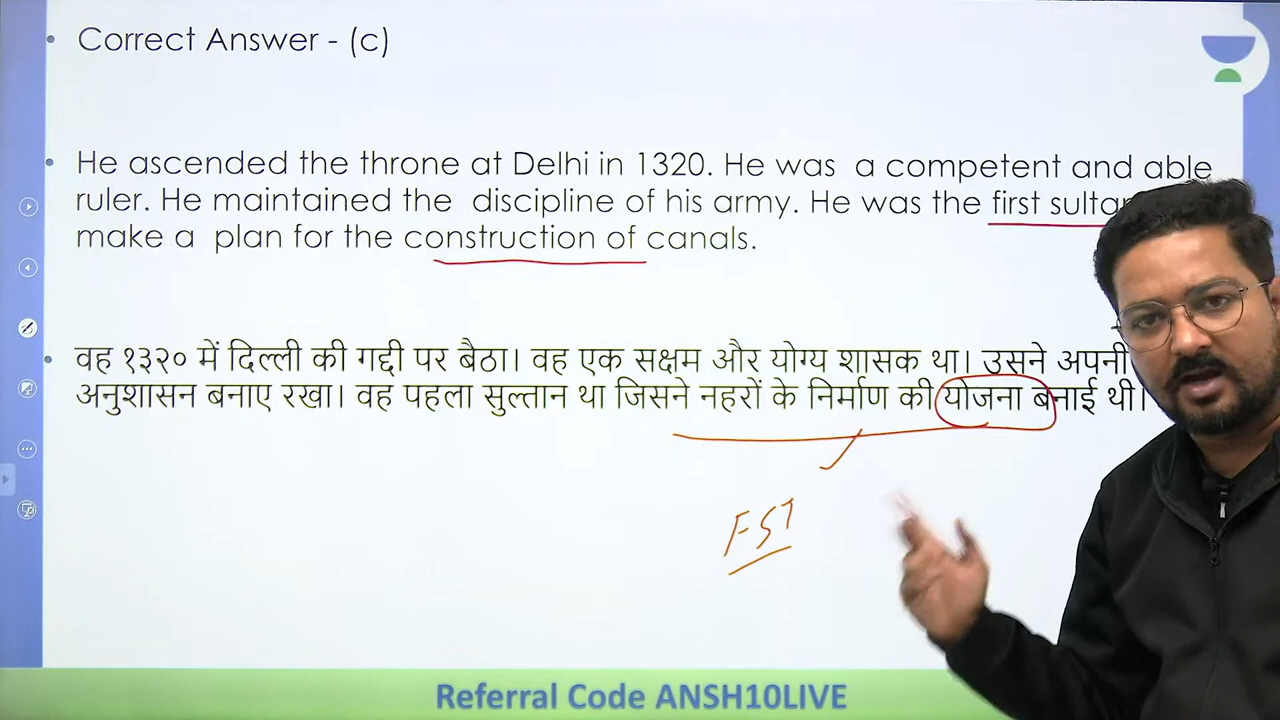 Correct Answer - (c)
He ascended the throne at Delhi in 1320. He was a competent and able
ruler. He maintained the discipline of his army. He was the first sultan
make a plan for the construction of canals.
वह १३२० में दिल्ली की गद्दी पर बैठा। वह एक सक्षम और योग्य शासक था। उसने अपनी
अनुशासन बनाए रखा। वह पहला सुल्तान था जिसने नहरों के निर्माण की योजना बनाई थी।
FST
Referral Code ANSH10LIVE